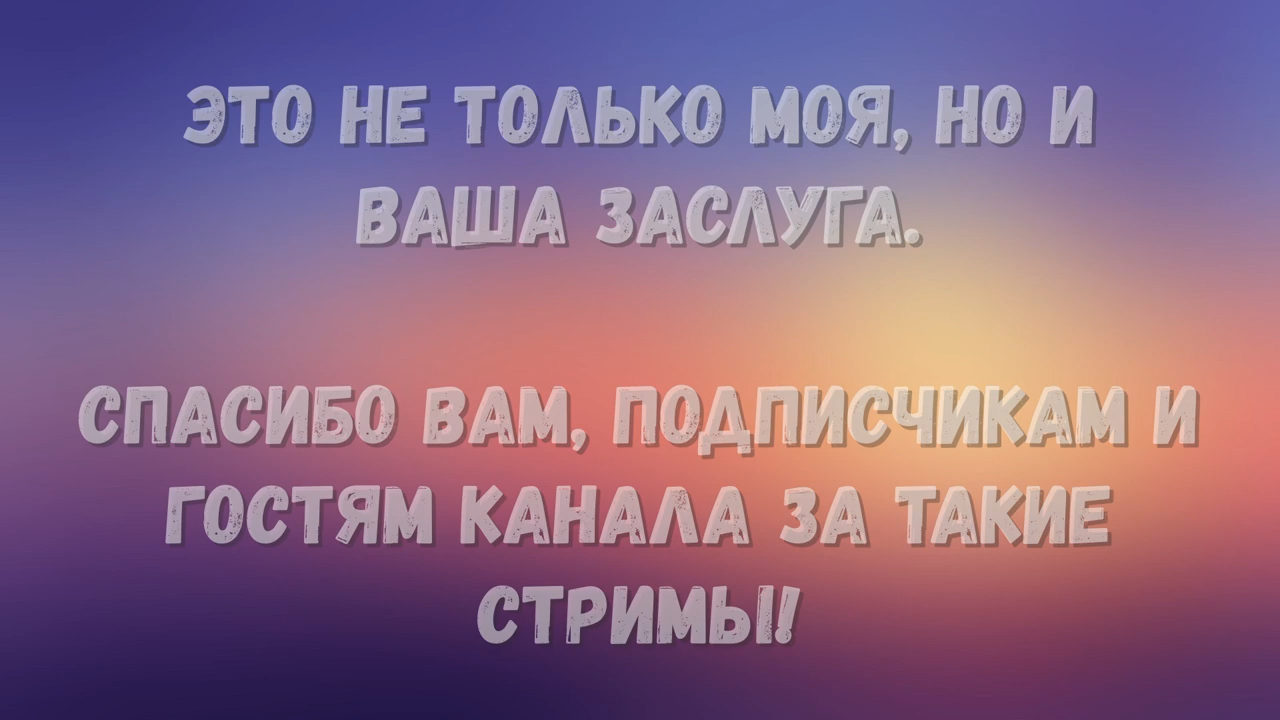 ЭТО НЕ ТОЛЬКО МОЯ, НО И
ВАША ЗАСЛУГА.
СПАСИБО ВАМ, ПОДПИСЧИКАМ И
ГОСТЯМ КАНАЛА ЗА ТАКИЕ
СТРИМЫ!